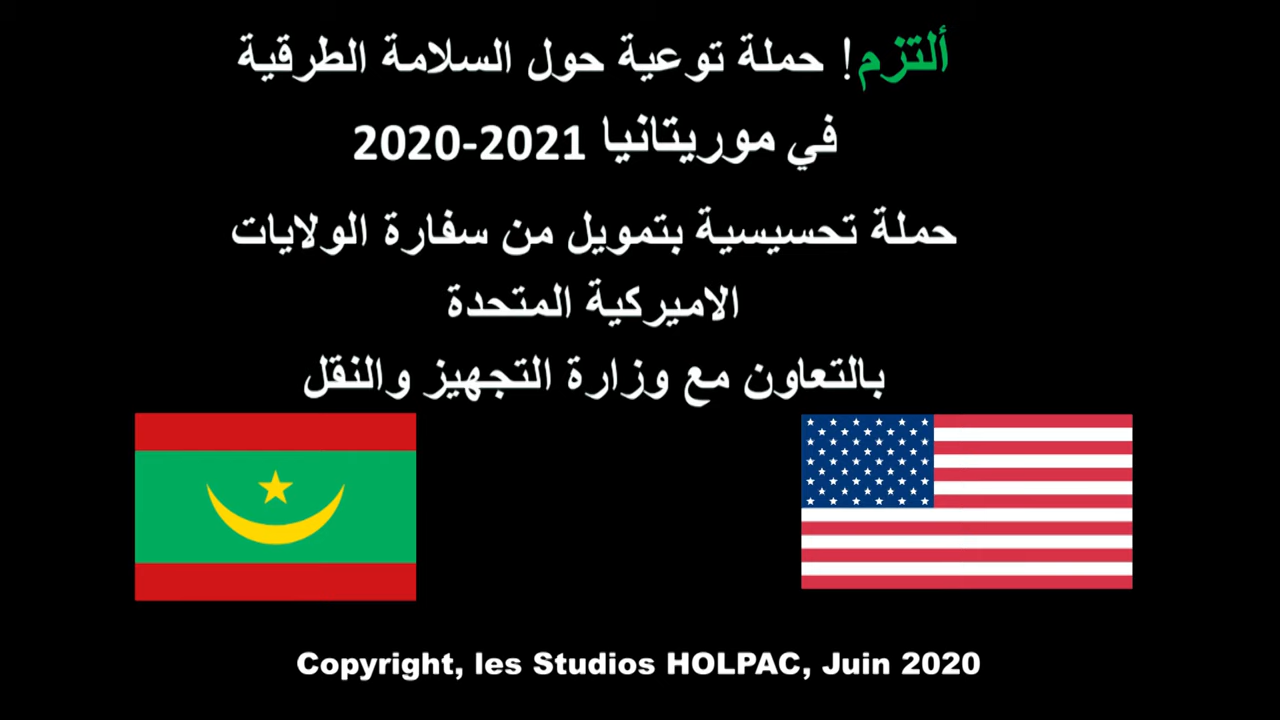 ألتزم! حملة توعية حول السلامة الطرقية
في موريتانيا 2021-2020
حملة تحسيسية بتمويل من سفارة الولايات
الاميركية المتحدة
بالتعاون مع وزارة التجهيز والنقل
Copyright, les Studios HOLPAC, Juin 2020